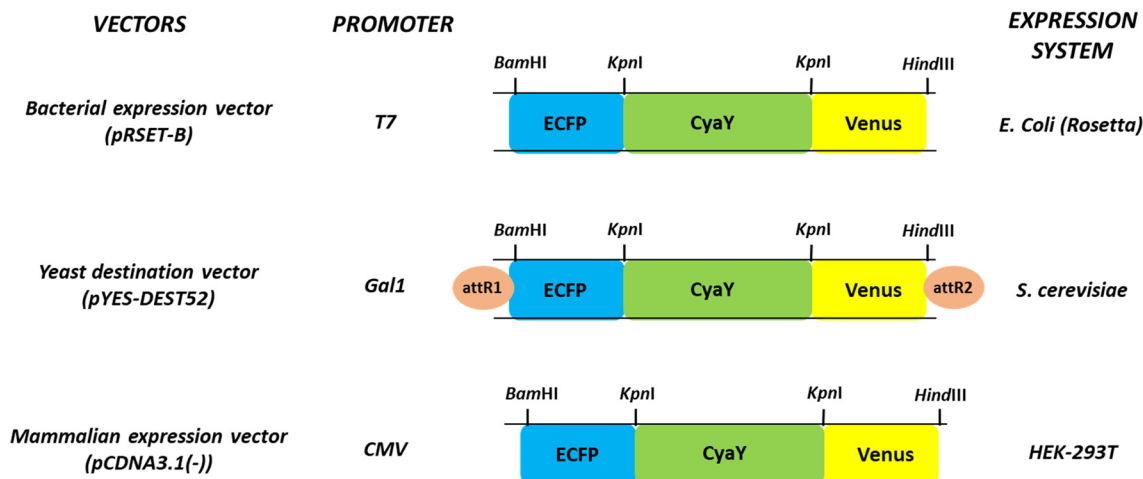 VECTORS PROMOTER EXPRESSION
SYSTEM
BamHI KpnI KpnI HindIII
Bacterial expression vector
(pRSET-B)
T7
ECFP CyaY Venus
E. Coli (Rosetta)
BamHI KpnI KpnI HindIII
Yeast destination vector
(pYES-DEST52)
Gal1
attR1 ECFP CyaY Venus attR2
S. cerevisiae
BamHI KpnI KpnI HindIII
Mammalian expression vector
(pCDNA3.1(-))
CMV
ECFP CyaY Venus
HEK-293T